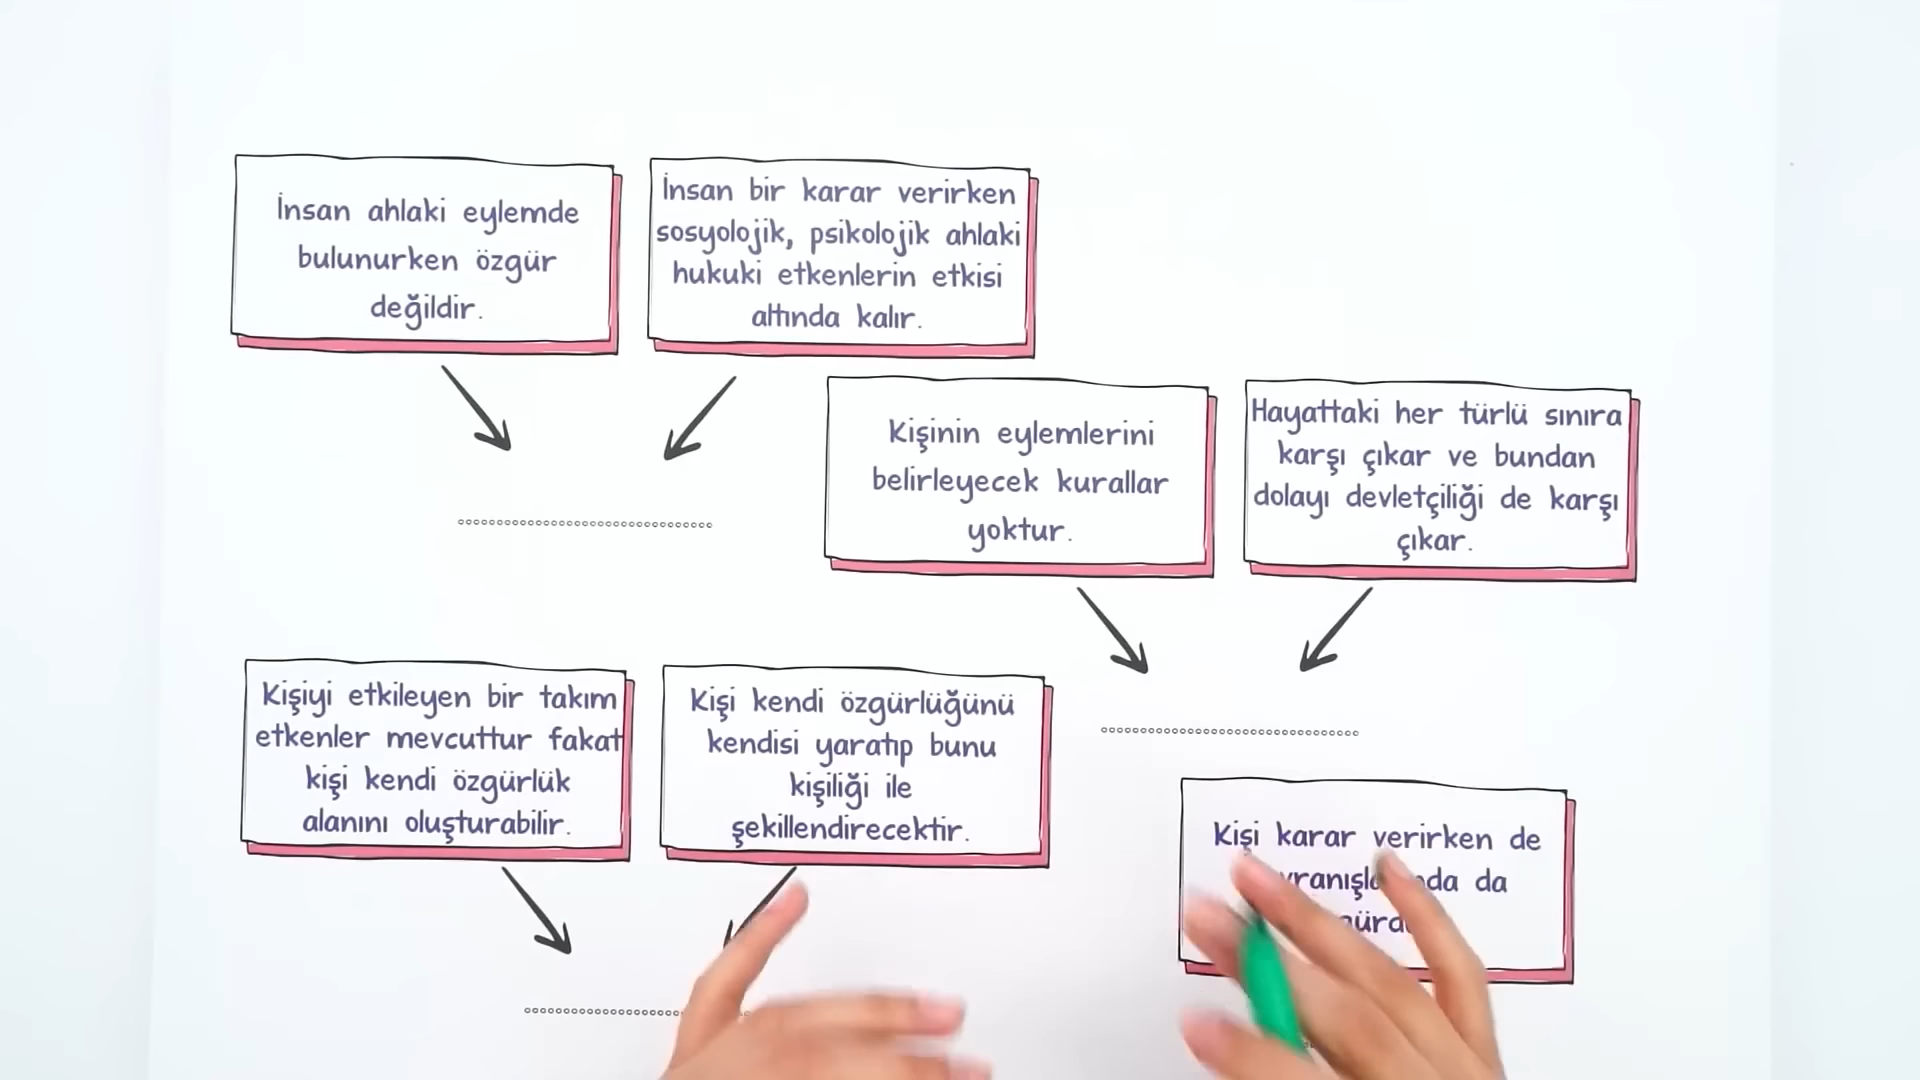 İnsan ahlaki eylemde
bulunurken özgür
değildir.
İnsan bir karar verirken
sosyolojik, psikolojik ahlaki
hukuki etkenlerin etkisi
altında kalır.
Kişinin eylemlerini
belirleyecek kurallar
yoktur.
Hayattaki her türlü sınıra
karşı çıkar ve bundan
dolayı devletçiliği de karşı
çıkar.
Kişiyi etkileyen bir takım
etkenler mevcuttur fakat
kişi kendi özgürlük
alanını oluşturabilir.
Kişi kendi özgürlüğünü
kendisi yaratıp bunu
kişiliği ile
şekillendirecektir.
Kişi karar verirken de
da